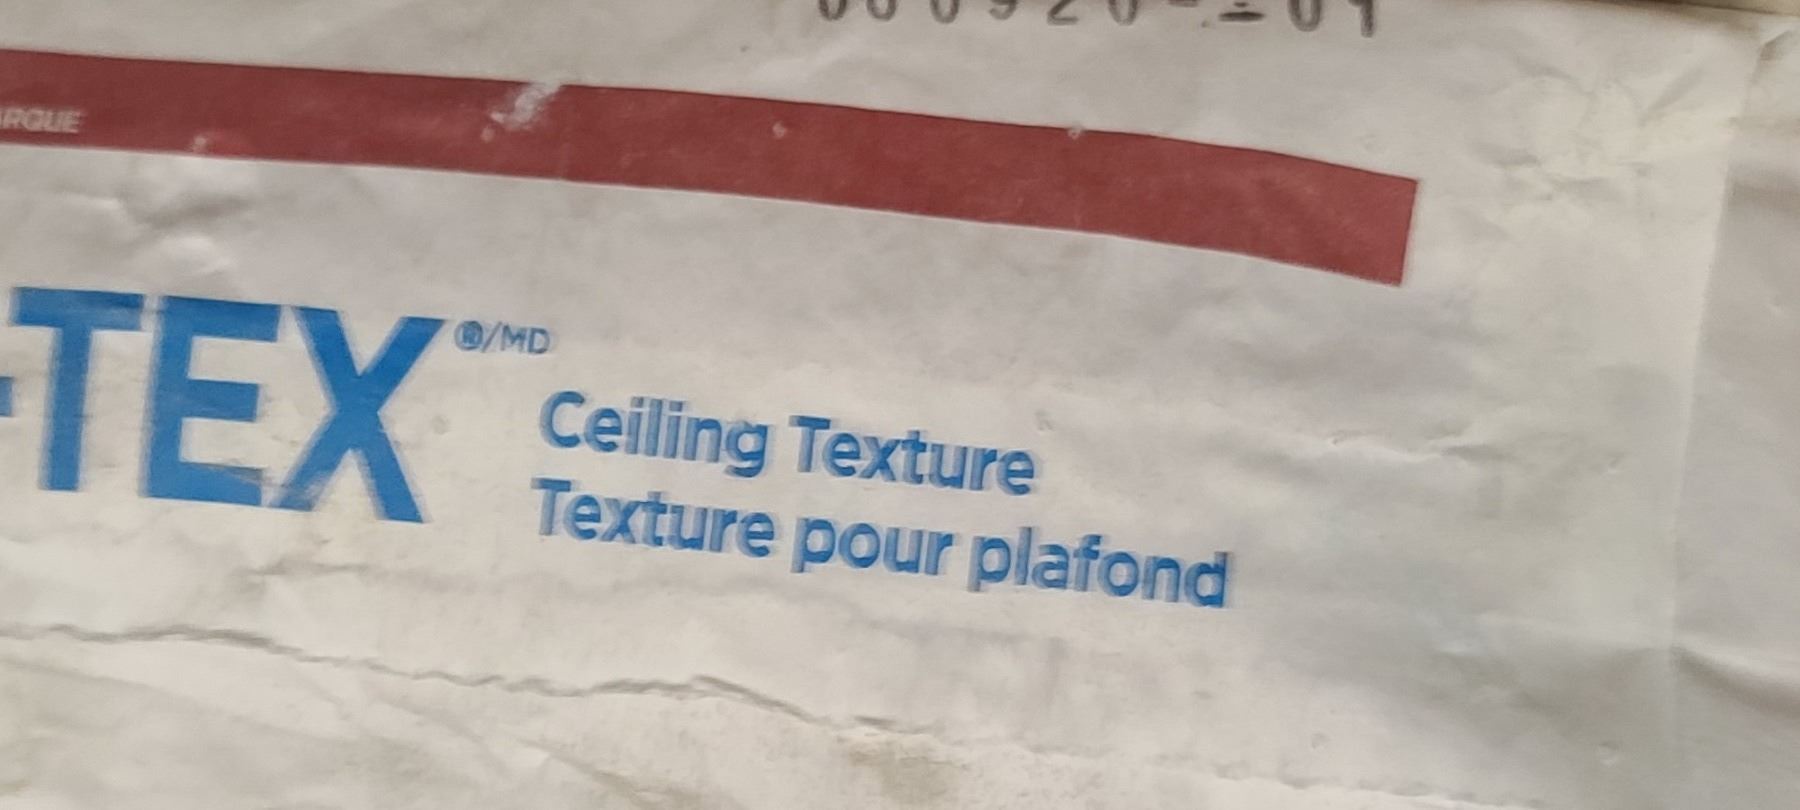 -TEX®/MD
Ceiling Texture
Texture pour plafond